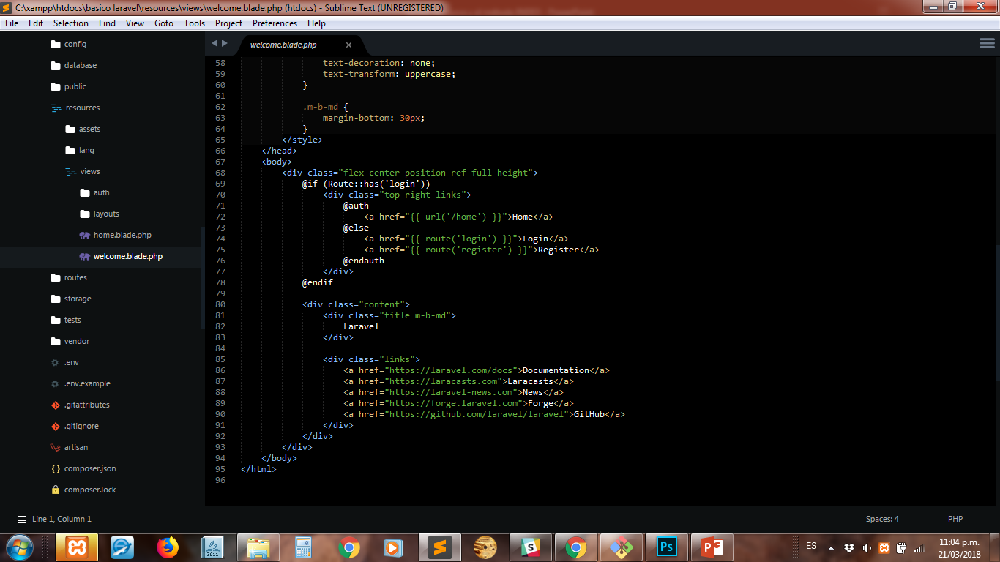 C:\xampp\htdocs\basico laravel\resources\views\welcome.blade.php (htdocs) - Sublime Text (UNREGISTERED)
File Edit Selection Find View Goto Tools Project Preferences Help
config
database
public
resources
assets
lang
views
auth
layouts
home.blade.php
welcome.blade.php
routes
storage
tests
vendor
.env
.env.example
.gitattributes
.gitignore
artisan
composer.json
composer.lock
welcome.blade.php
58 text-decoration: none;
59 text-transform: uppercase;
60 }
61
62 .m-b-md {
63 margin-bottom: 30px;
64 }
65 </style>
66 </head>
67 <body>
68 <div class="flex-center position-ref full-height">
69 @if (Route::has('login'))
70 <div class="top-right links">
71 @auth
72 <a href="{{ url('/home') }}">Home</a>
73 @else
74 <a href="{{ route('login') }}">Login</a>
75 <a href="{{ route('register') }}">Register</a>
76 @endauth
77 </div>
78 @endif
79
80 <div class="content">
81 <div class="title m-b-md">
82 Laravel
83 </div>
84
85 <div class="links">
86 <a href="https://laravel.com/docs">Documentation</a>
87 <a href="https://laracasts.com">Laracasts</a>
88 <a href="https://laravel-news.com">News</a>
89 <a href="https://forge.laravel.com">Forge</a>
90 <a href="https://github.com/laravel/laravel">GitHub</a>
91 </div>
92 </div>
93 </div>
94 </body>
95 </html>
96
Line 1, Column 1
Spaces: 4
PHP
2011
Ps
ES
11:04 p.m.
21/03/2018